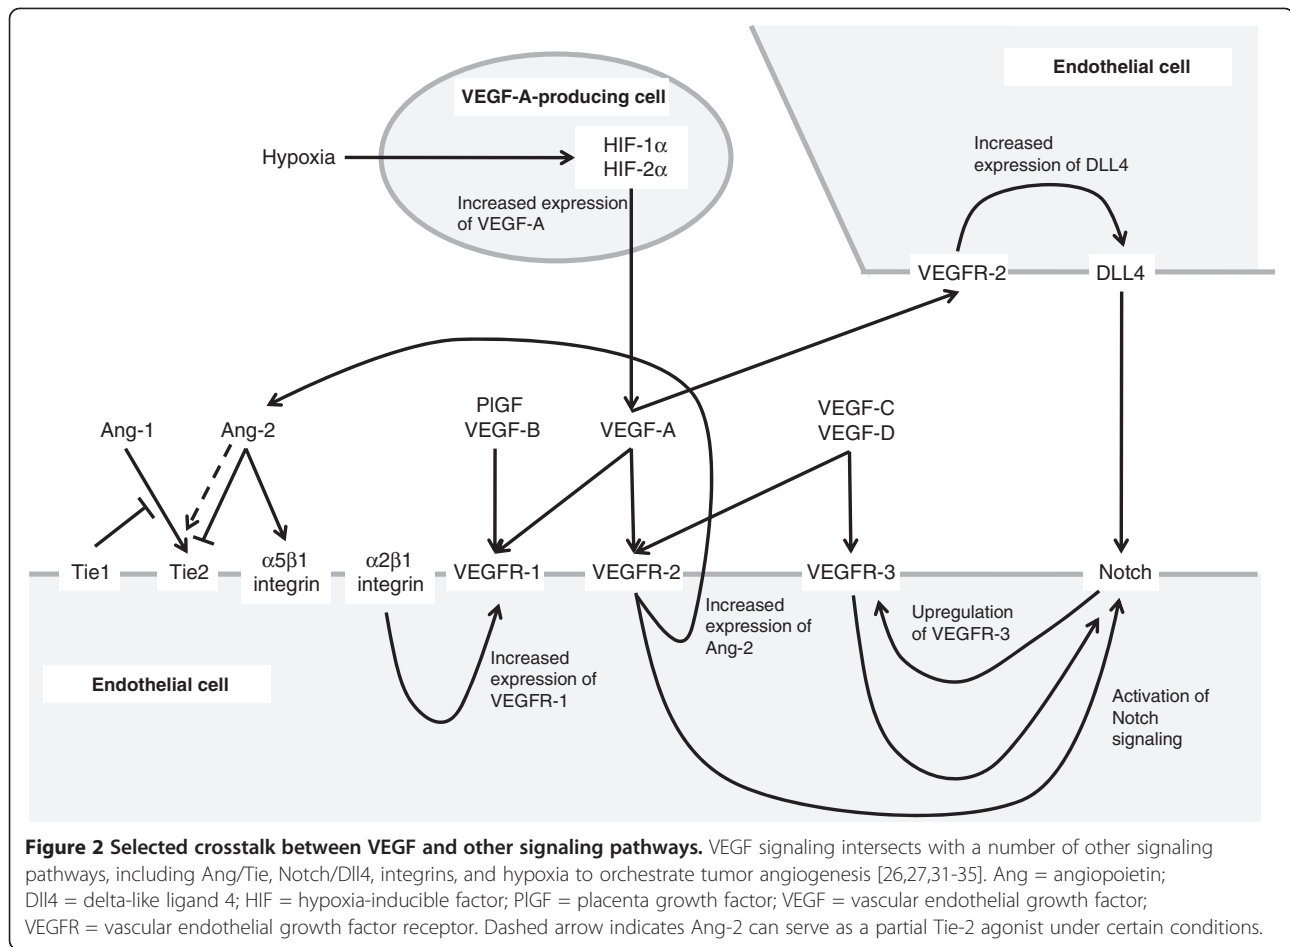 VEGF-A-producing cell
Endothelial cell
Hypoxia
HIF-1α
HIF-2α
Increased expression
of VEGF-A
Increased
expression of DLL4
VEGFR-2
DLL4
Ang-1
Ang-2
PlGF
VEGF-B
VEGF-A
VEGF-C
VEGF-D
Tie1
Tie2
α5β1
integrin
α2β1
integrin
VEGFR-1
VEGFR-2
VEGFR-3
Notch
Increased
expression of
VEGFR-1
Increased
expression of
Ang-2
Upregulation
of VEGFR-3
Activation of
Notch
signaling
Endothelial cell
Figure 2 Selected crosstalk between VEGF and other signaling pathways. VEGF signaling intersects with a number of other signaling
pathways, including Ang/Tie, Notch/Dll4, integrins, and hypoxia to orchestrate tumor angiogenesis [26,27,31-35]. Ang = angiopoietin;
Dll4 = delta-like ligand 4; HIF = hypoxia-inducible factor; PlGF = placenta growth factor; VEGF = vascular endothelial growth factor;
VEGFR = vascular endothelial growth factor receptor. Dashed arrow indicates Ang-2 can serve as a partial Tie-2 agonist under certain conditions.